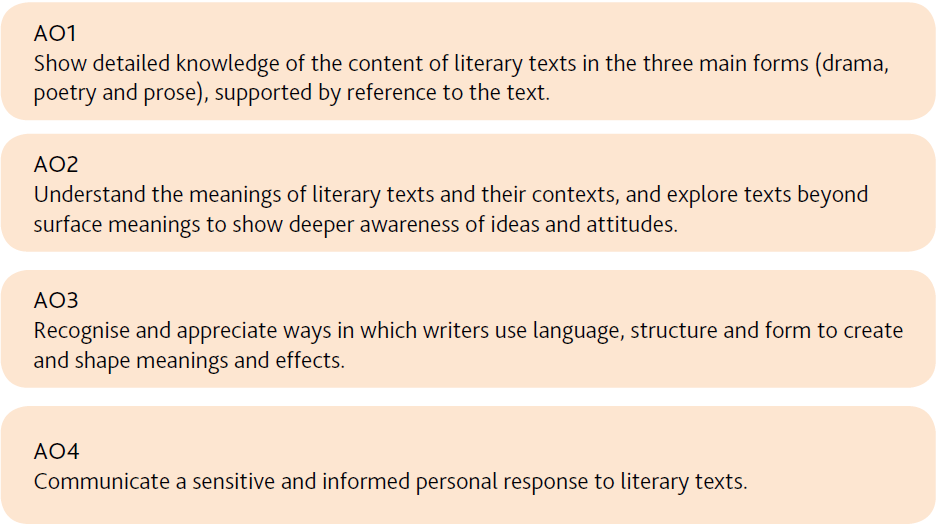 AO1
Show detailed knowledge of the content of literary texts in the three main forms (drama,
poetry and prose), supported by reference to the text.
AO2
Understand the meanings of literary texts and their contexts, and explore texts beyond
surface meanings to show deeper awareness of ideas and attitudes.
AO3
Recognise and appreciate ways in which writers use language, structure and form to create
and shape meanings and effects.
AO4
Communicate a sensitive and informed personal response to literary texts.